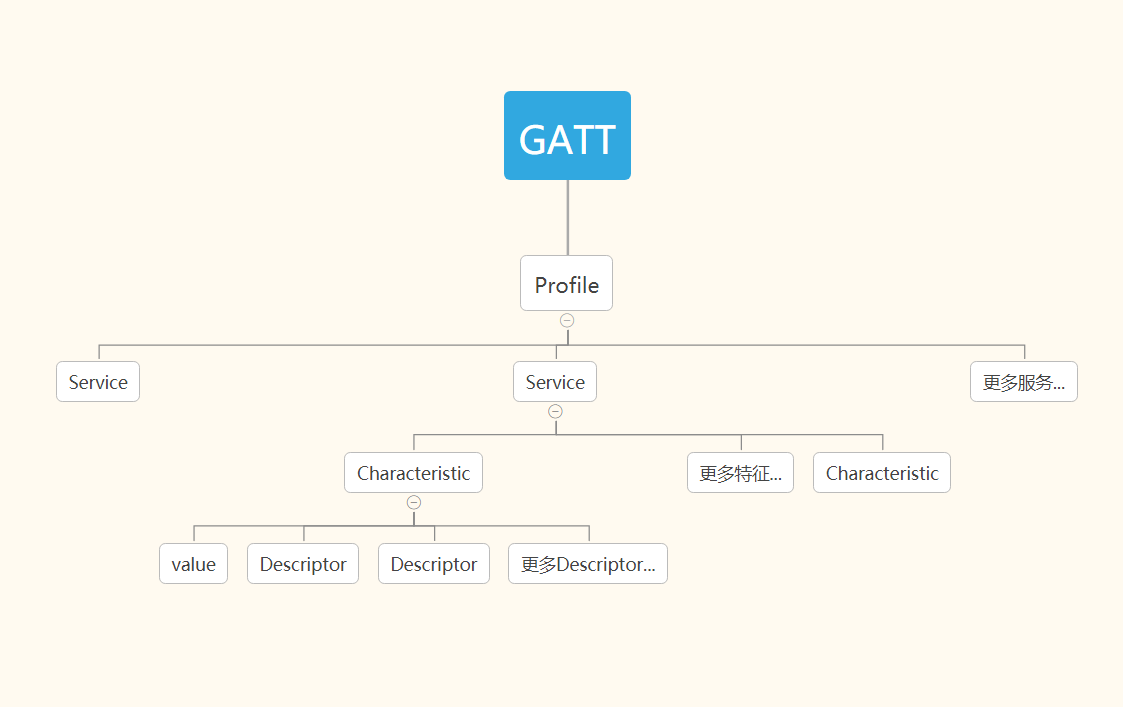 GATT
Profile
Service
Service
更多服务...
Characteristic
更多特征...
Characteristic
value
Descriptor
Descriptor
更多Descriptor...